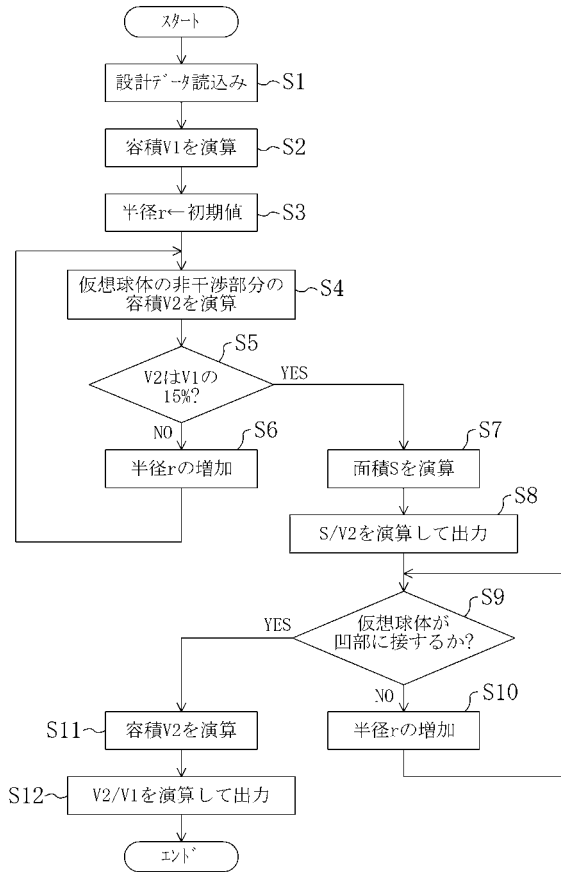 スタート
設計データ読込み
S1
容積V1を演算
S2
半径r←初期値
S3
仮想球体の非干渉部分の
容積V2を演算
S4
S5
V2はV1の
15%?
YES
NO
S6
半径rの増加
S7
面積Sを演算
S8
S/V2を演算して出力
S9
仮想球体が
凹部に接するか?
YES
NO
S10
半径rの増加
S11
容積V2を演算
S12
V2/V1を演算して出力
エンド